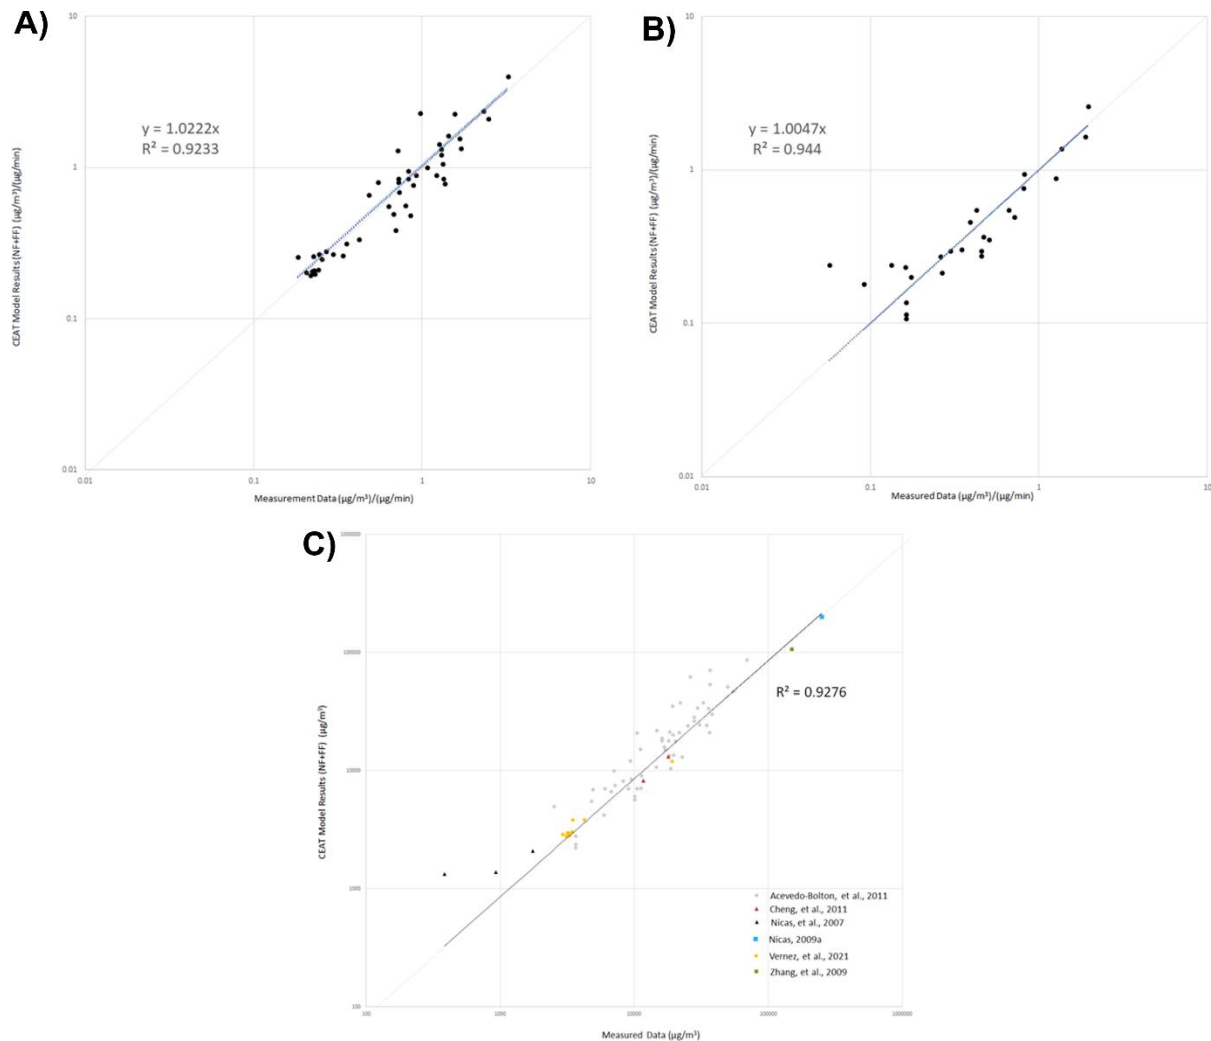 A)
10
1
0.1
0.01
0.01
0.1
1
10
CEAT Model Results (NF+FF) (µg/m³)/(µg/min)
Measurement Data (µg/m³)/(µg/min)
y = 1.0222x
R² = 0.9233
B)
10
1
0.1
0.01
0.01
0.1
1
10
CEAT Model Results (NF+FF) (µg/m³)/(µg/min)
Measured Data (µg/m³)/(µg/min)
y = 1.0047x
R² = 0.944
C)
1000000
100000
10000
1000
100
100
1000
10000
100000
1000000
CEAT Model Results (NF+FF) (µg/m³)
Measured Data (µg/m³)
R² = 0.9276
Acevedo-Bolton, et al., 2011
Cheng, et al., 2011
Nicas, et al., 2007
Nicas, 2009a
Vernez, et al., 2021
Zhang, et al., 2009